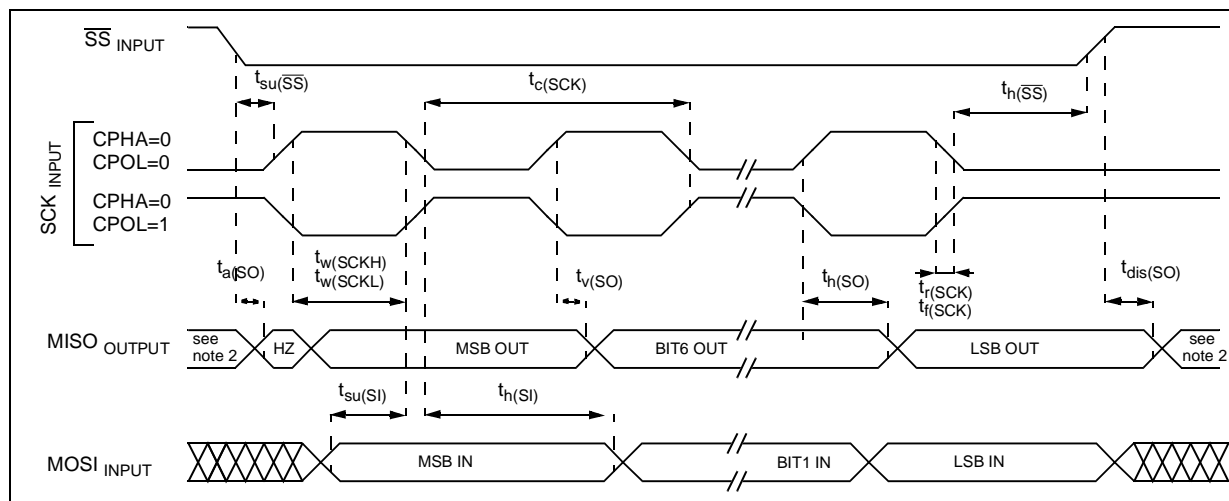 SS INPUT
tsu(SS)
tc(SCK)
th(SS)
SCK INPUT
CPHA=0
CPOL=0
CPHA=0
CPOL=1
ta(SO)
tw(SCKH)
tw(SCKL)
tv(SO)
th(SO)
tr(SCK)
tf(SCK)
tdis(SO)
MISO OUTPUT
see
note 2
HZ
MSB OUT
BIT6 OUT
LSB OUT
see
note 2
tsu(SI)
th(SI)
MOSI INPUT
MSB IN
BIT1 IN
LSB IN